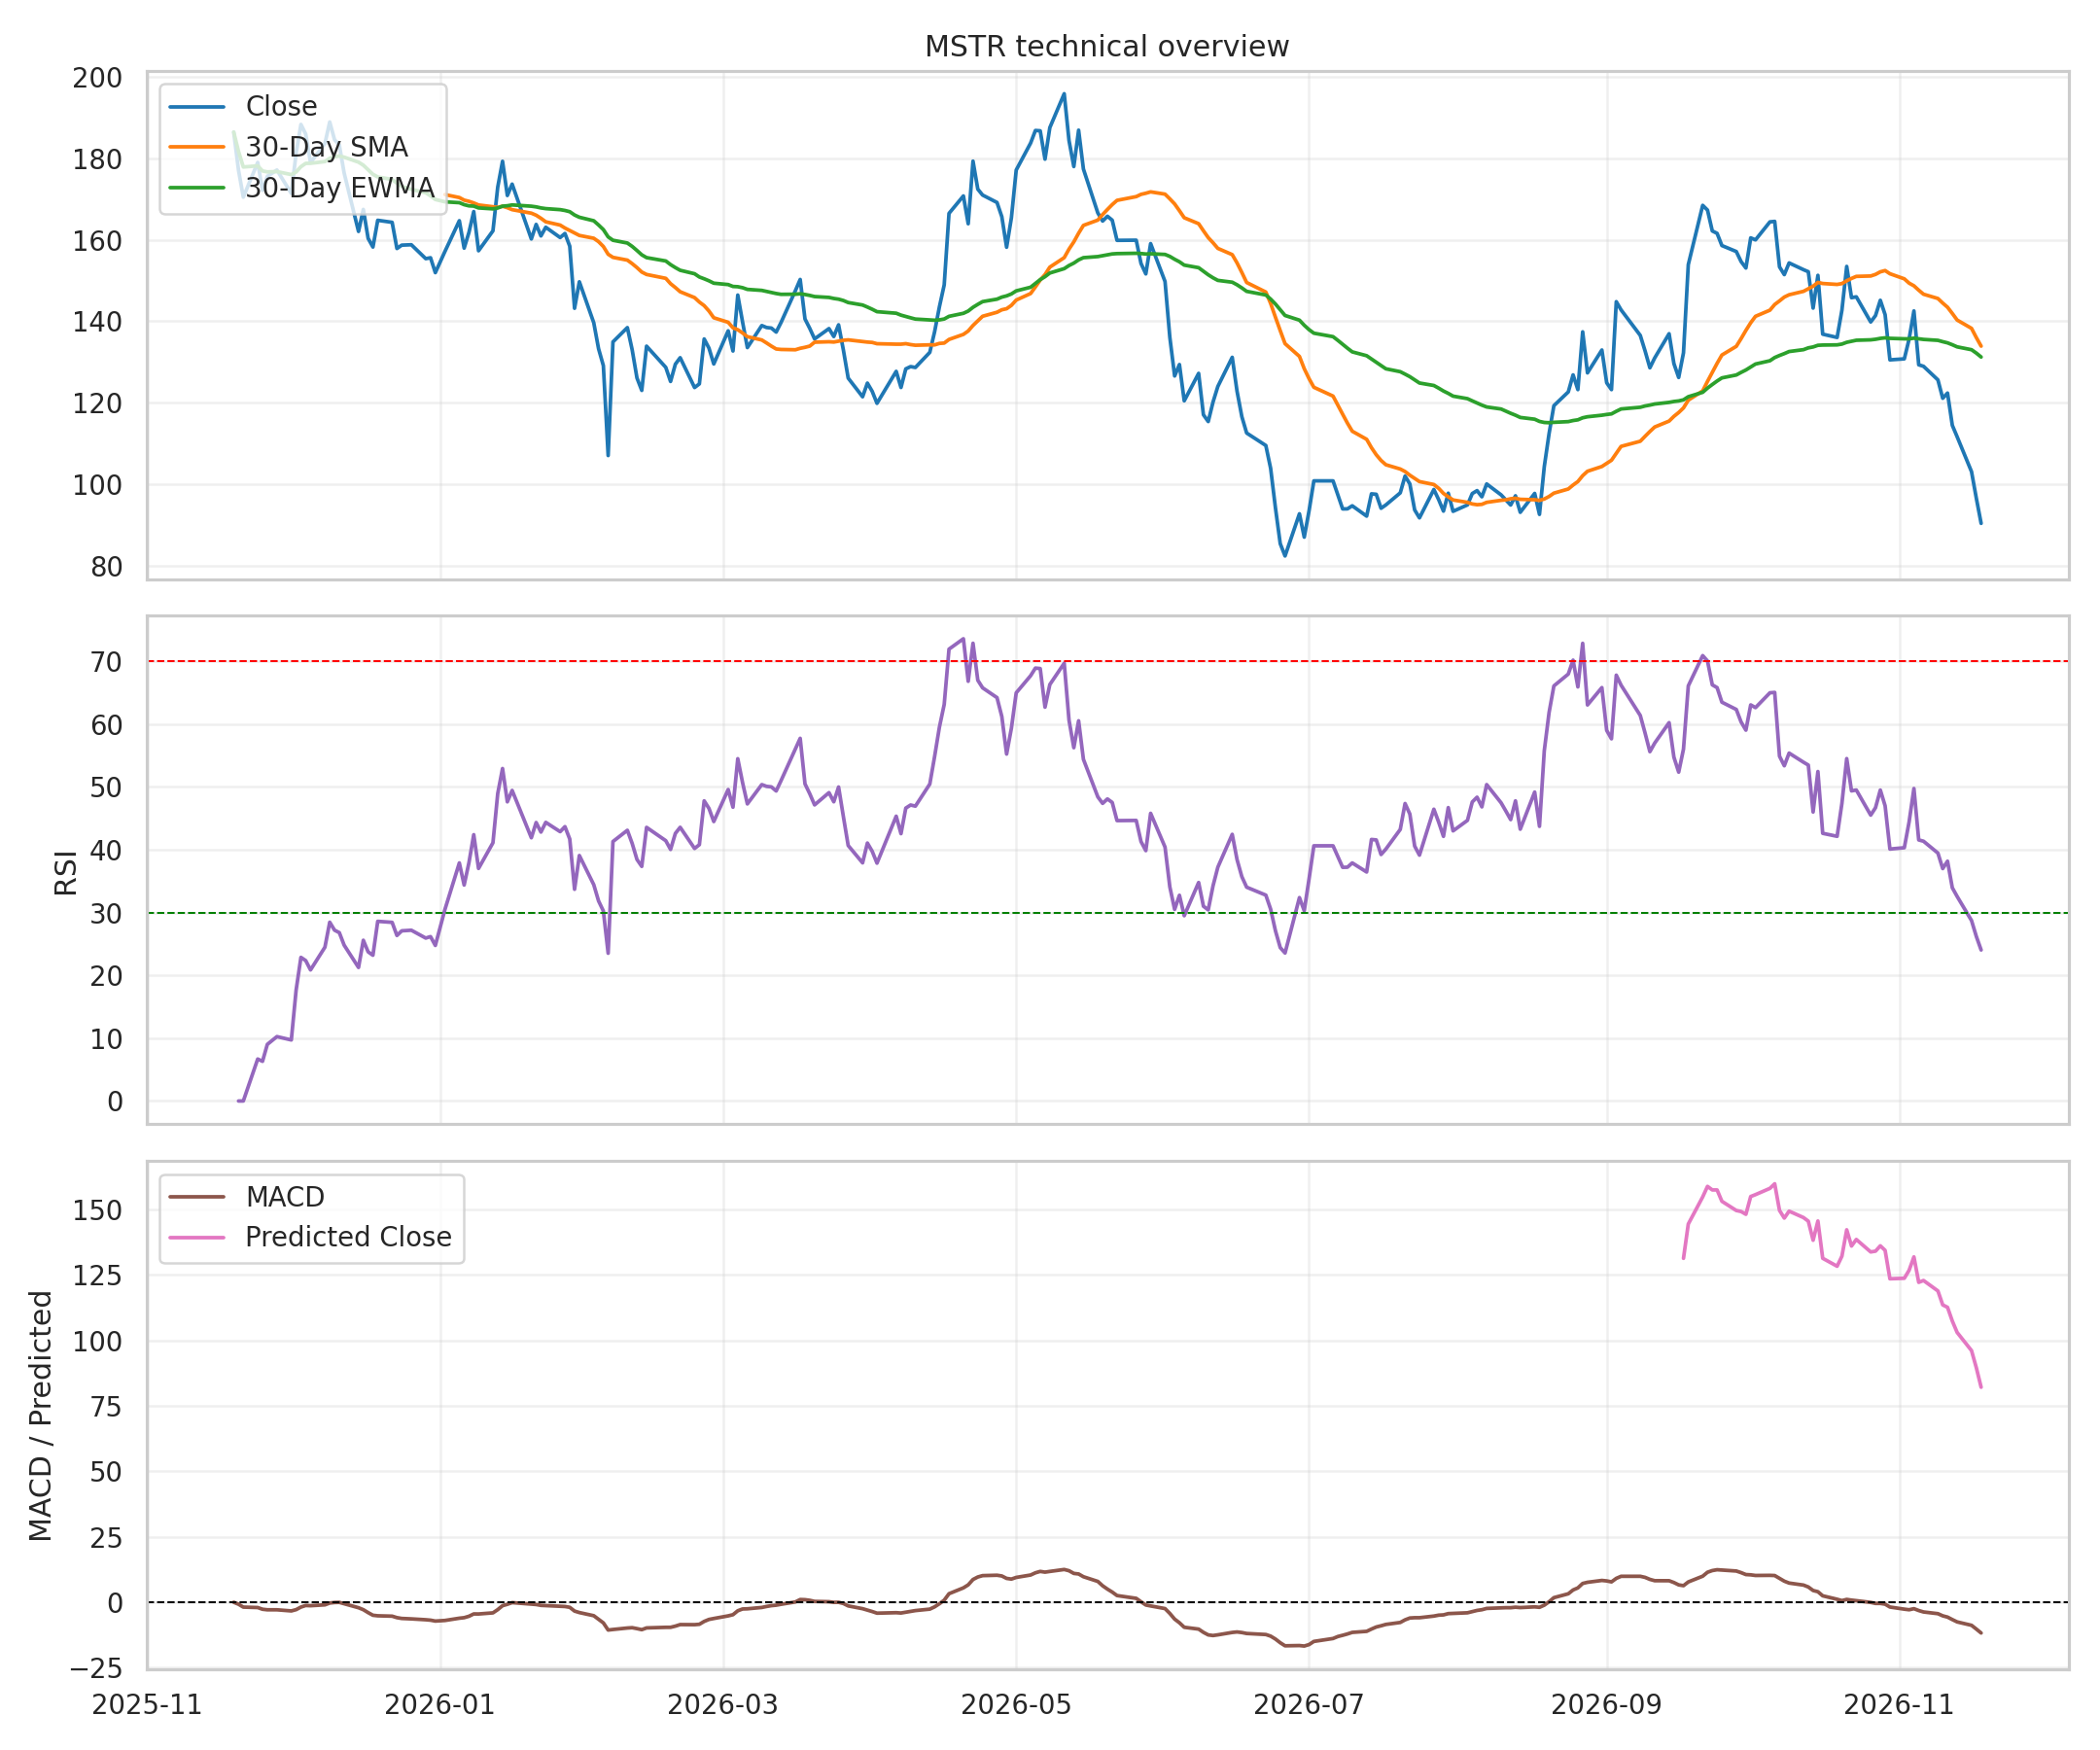 MSTR technical overview
200
180
160
140
120
100
80
Close
30-Day SMA
30-Day EWMA
RSI
70
60
50
40
30
20
10
0
MACD / Predicted
150
125
100
75
50
25
0
−25
MACD
Predicted Close
2025-11 2026-01 2026-03 2026-05 2026-07 2026-09 2026-11